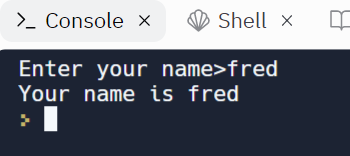 Console × Shell ×
Enter your name>fred
Your name is fred
>